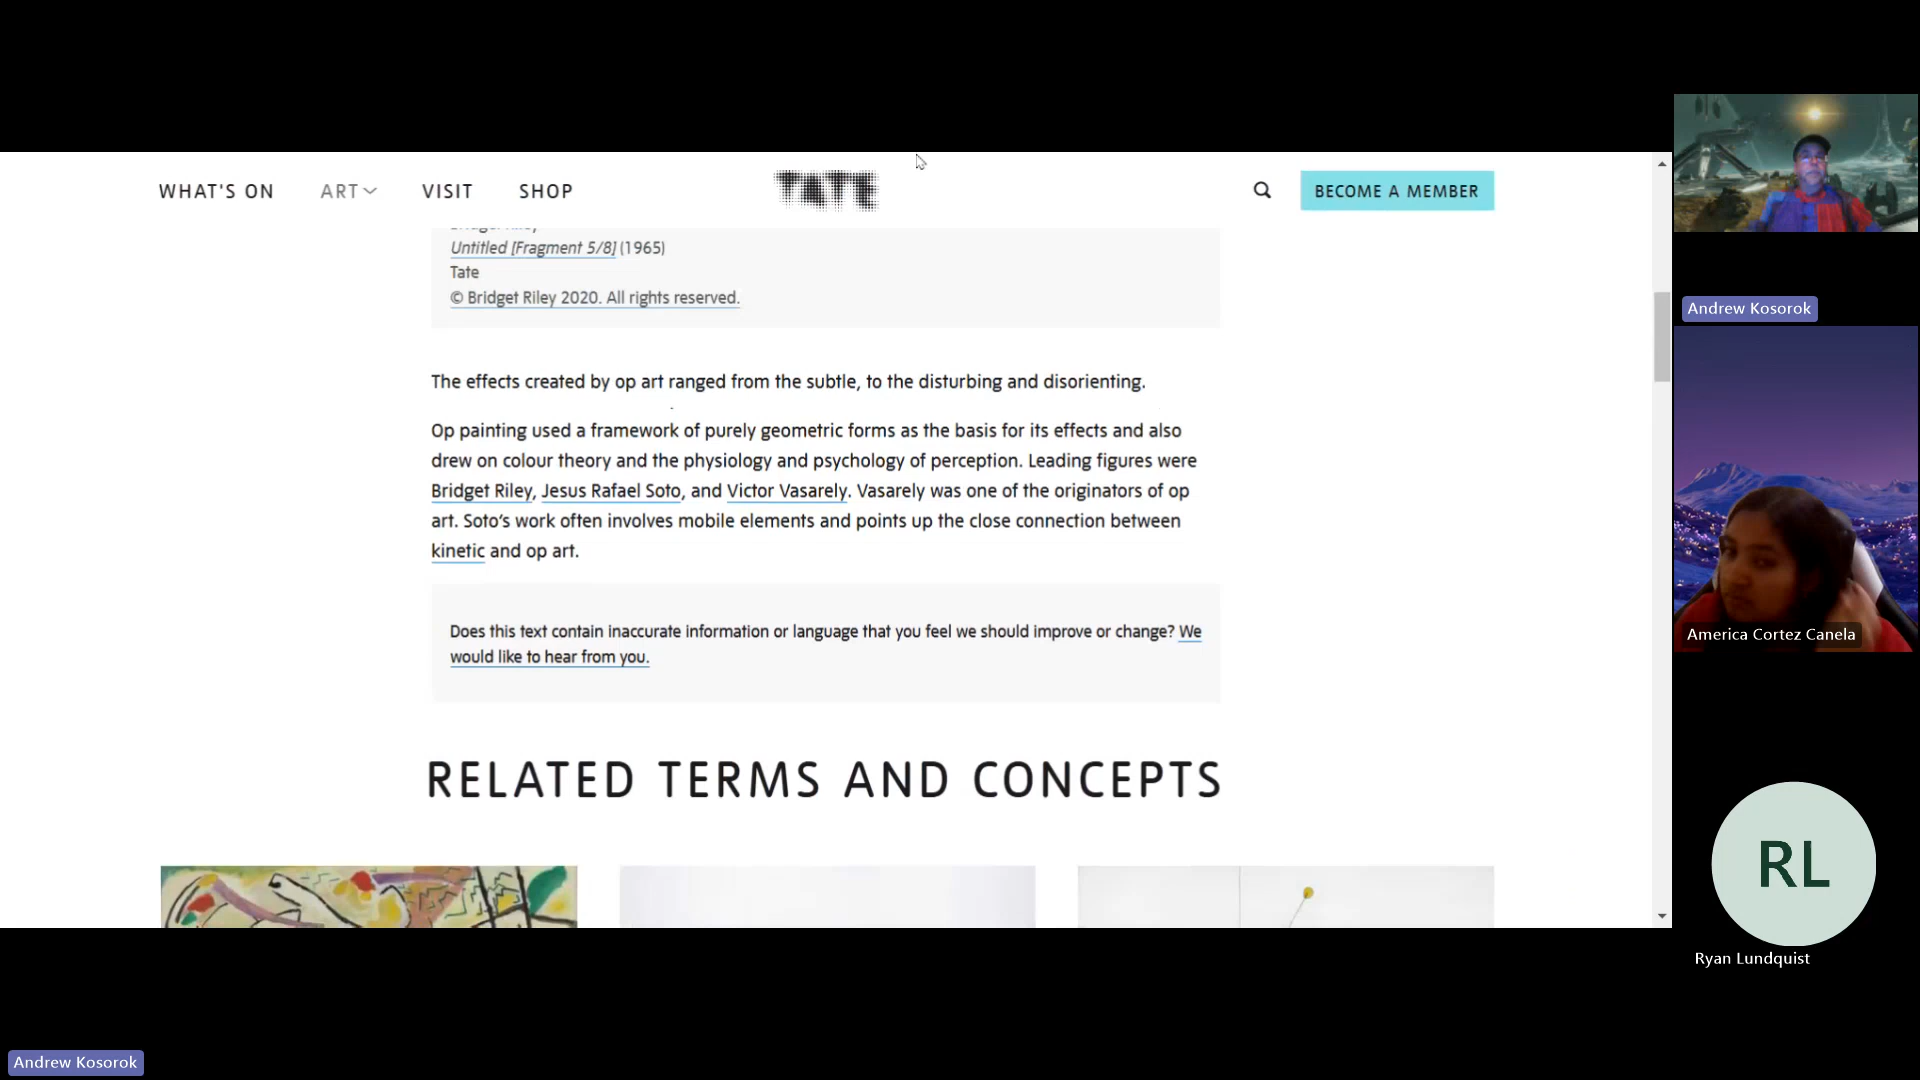 WHAT'S ON
ART
VISIT
SHOP
TATE
BECOME A MEMBER
Untitled [Fragment 5/8] (1965)
Tate
© Bridget Riley 2020. All rights reserved.
The effects created by op art ranged from the subtle, to the disturbing and disorienting.
Op painting used a framework of purely geometric forms as the basis for its effects and also
drew on colour theory and the physiology and psychology of perception. Leading figures were
Bridget Riley, Jesus Rafael Soto, and Victor Vasarely. Vasarely was one of the originators of op
art. Soto's work often involves mobile elements and points up the close connection between
kinetic and op art.
Does this text contain inaccurate information or language that you feel we should improve or change? We
would like to hear from you.
RELATED TERMS AND CONCEPTS
Andrew Kosorok
America Cortez Canela
RL
Ryan Lundquist
Andrew Kosorok